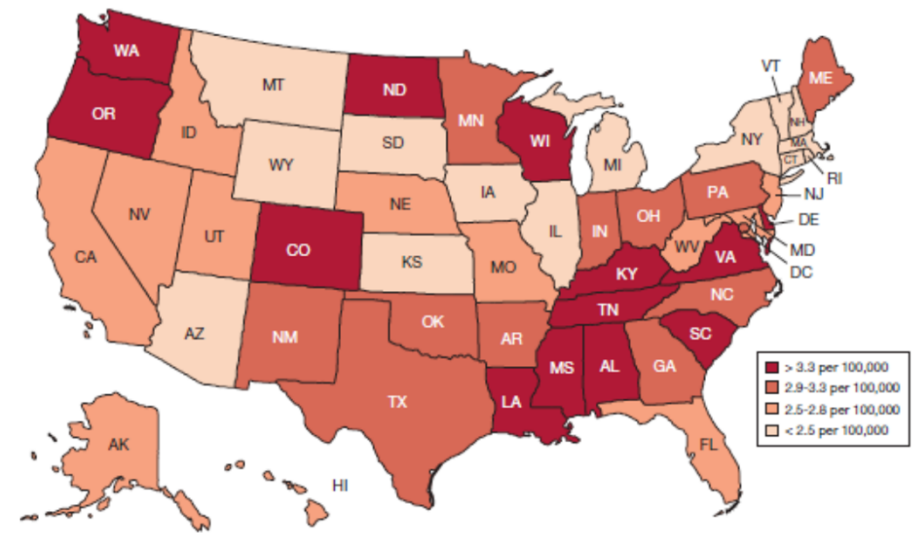 WA
OR
ID
MT
WY
ND
SD
MN
WI
MI
VT
ME
NH
NY
MA
CT
RI
NJ
DE
MD
DC
CA
NV
UT
CO
NE
KS
IA
IL
MO
IN
OH
PA
WV
VA
KY
TN
NC
SC
AZ
NM
OK
TX
AR
LA
MS
AL
GA
FL
AK
HI
> 3.3 per 100,000
2.9-3.3 per 100,000
2.5-2.8 per 100,000
< 2.5 per 100,000